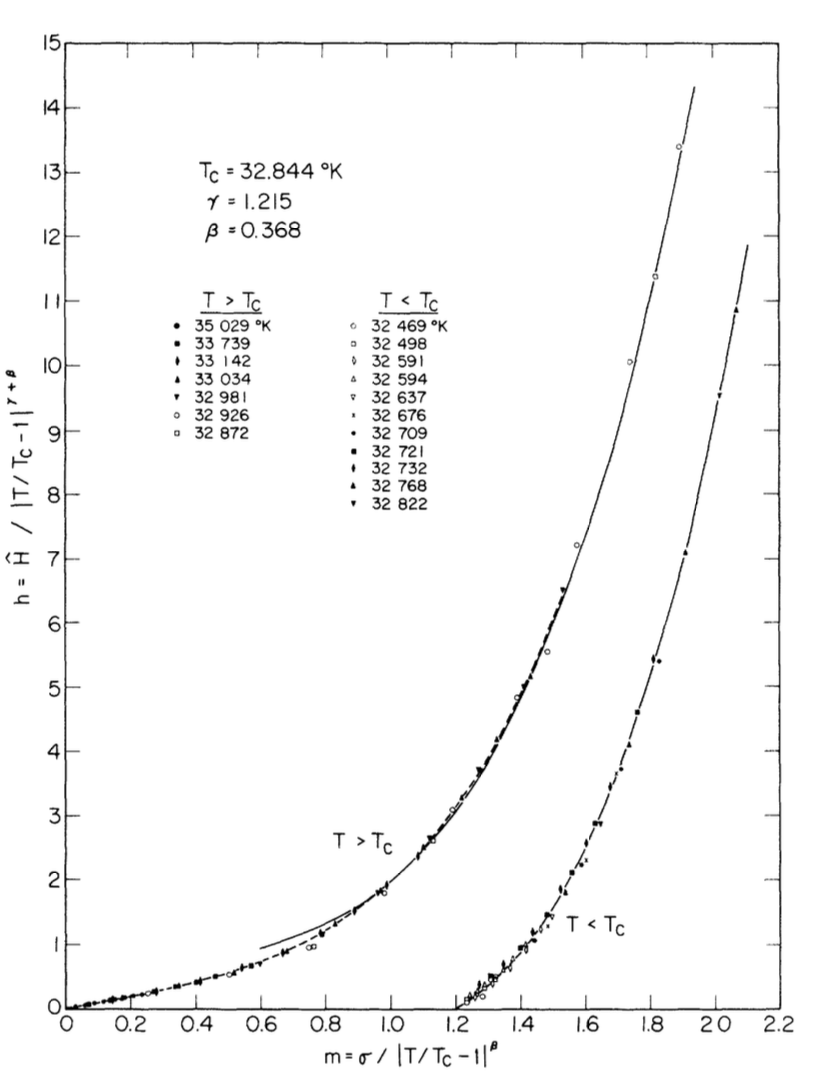 15
14
13
12
11
10
9
8
7
6
5
4
3
2
1
0
h = Ĥ / |T/T_C - 1|^γ + β
T_C = 32.844 °K
γ = 1.215
β = 0.368
T > T_C
35 029 °K
33 739
33 142
33 034
32 981
32 926
32 872
T < T_C
32 469 °K
32 498
32 591
32 594
32 637
32 676
32 709
32 721
32 732
32 768
32 822
T > T_C
T < T_C
0 0.2 0.4 0.6 0.8 1.0 1.2 1.4 1.6 1.8 2.0 2.2
m = σ / |T/T_C - 1|^β